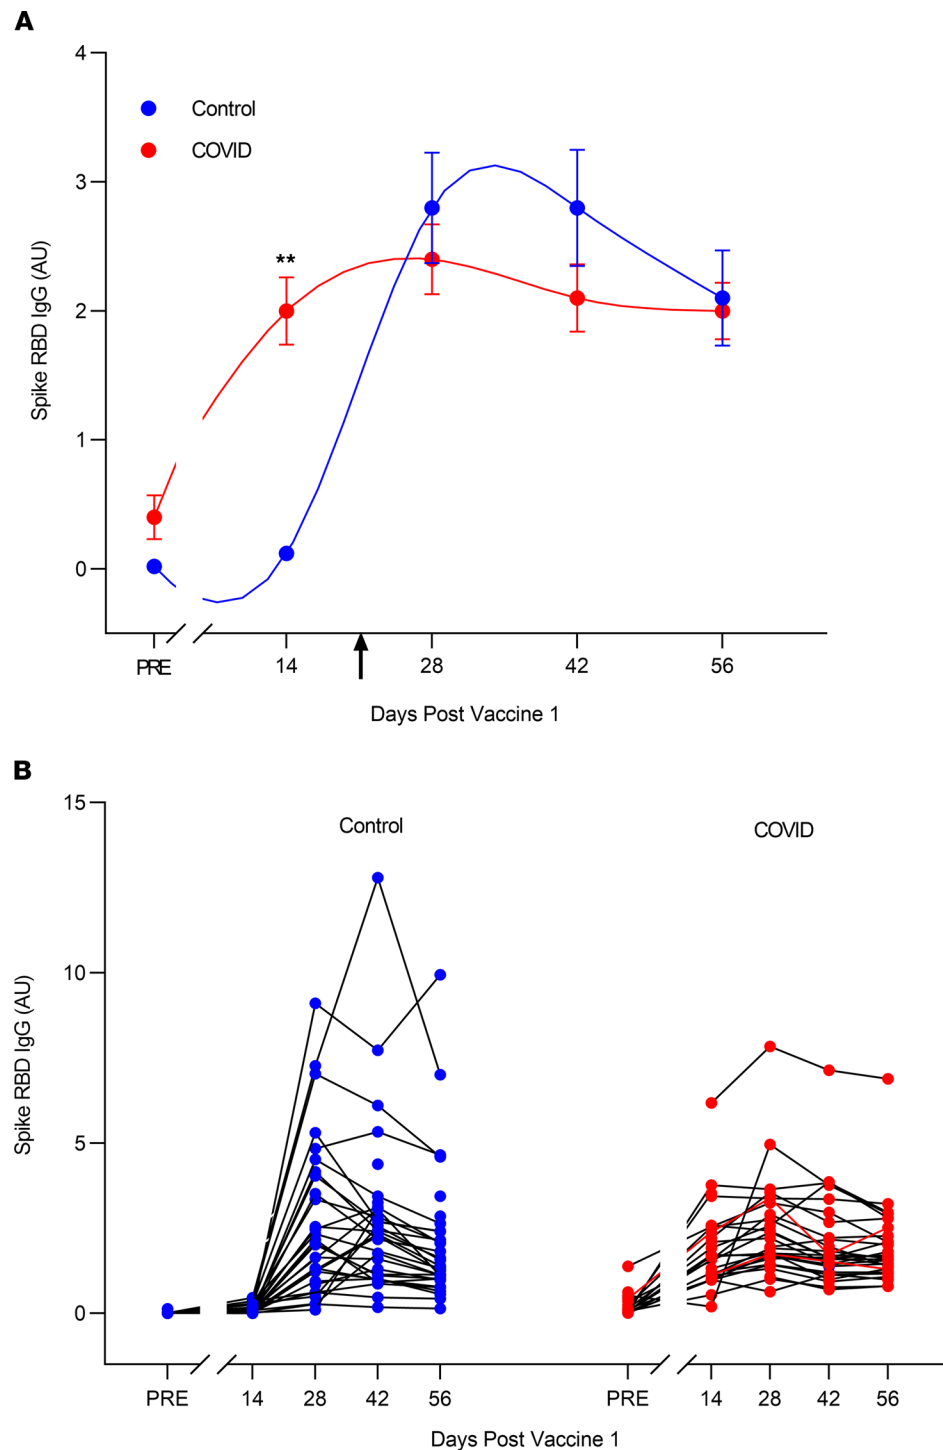 A
4
Control
COVID
3
**
2
1
0
Spike RBD IgG (AU)
PRE 14 28 42 56
Days Post Vaccine 1
B
15
Control COVID
10
5
0
Spike RBD IgG (AU)
PRE 14 28 42 56 PRE 14 28 42 56
Days Post Vaccine 1